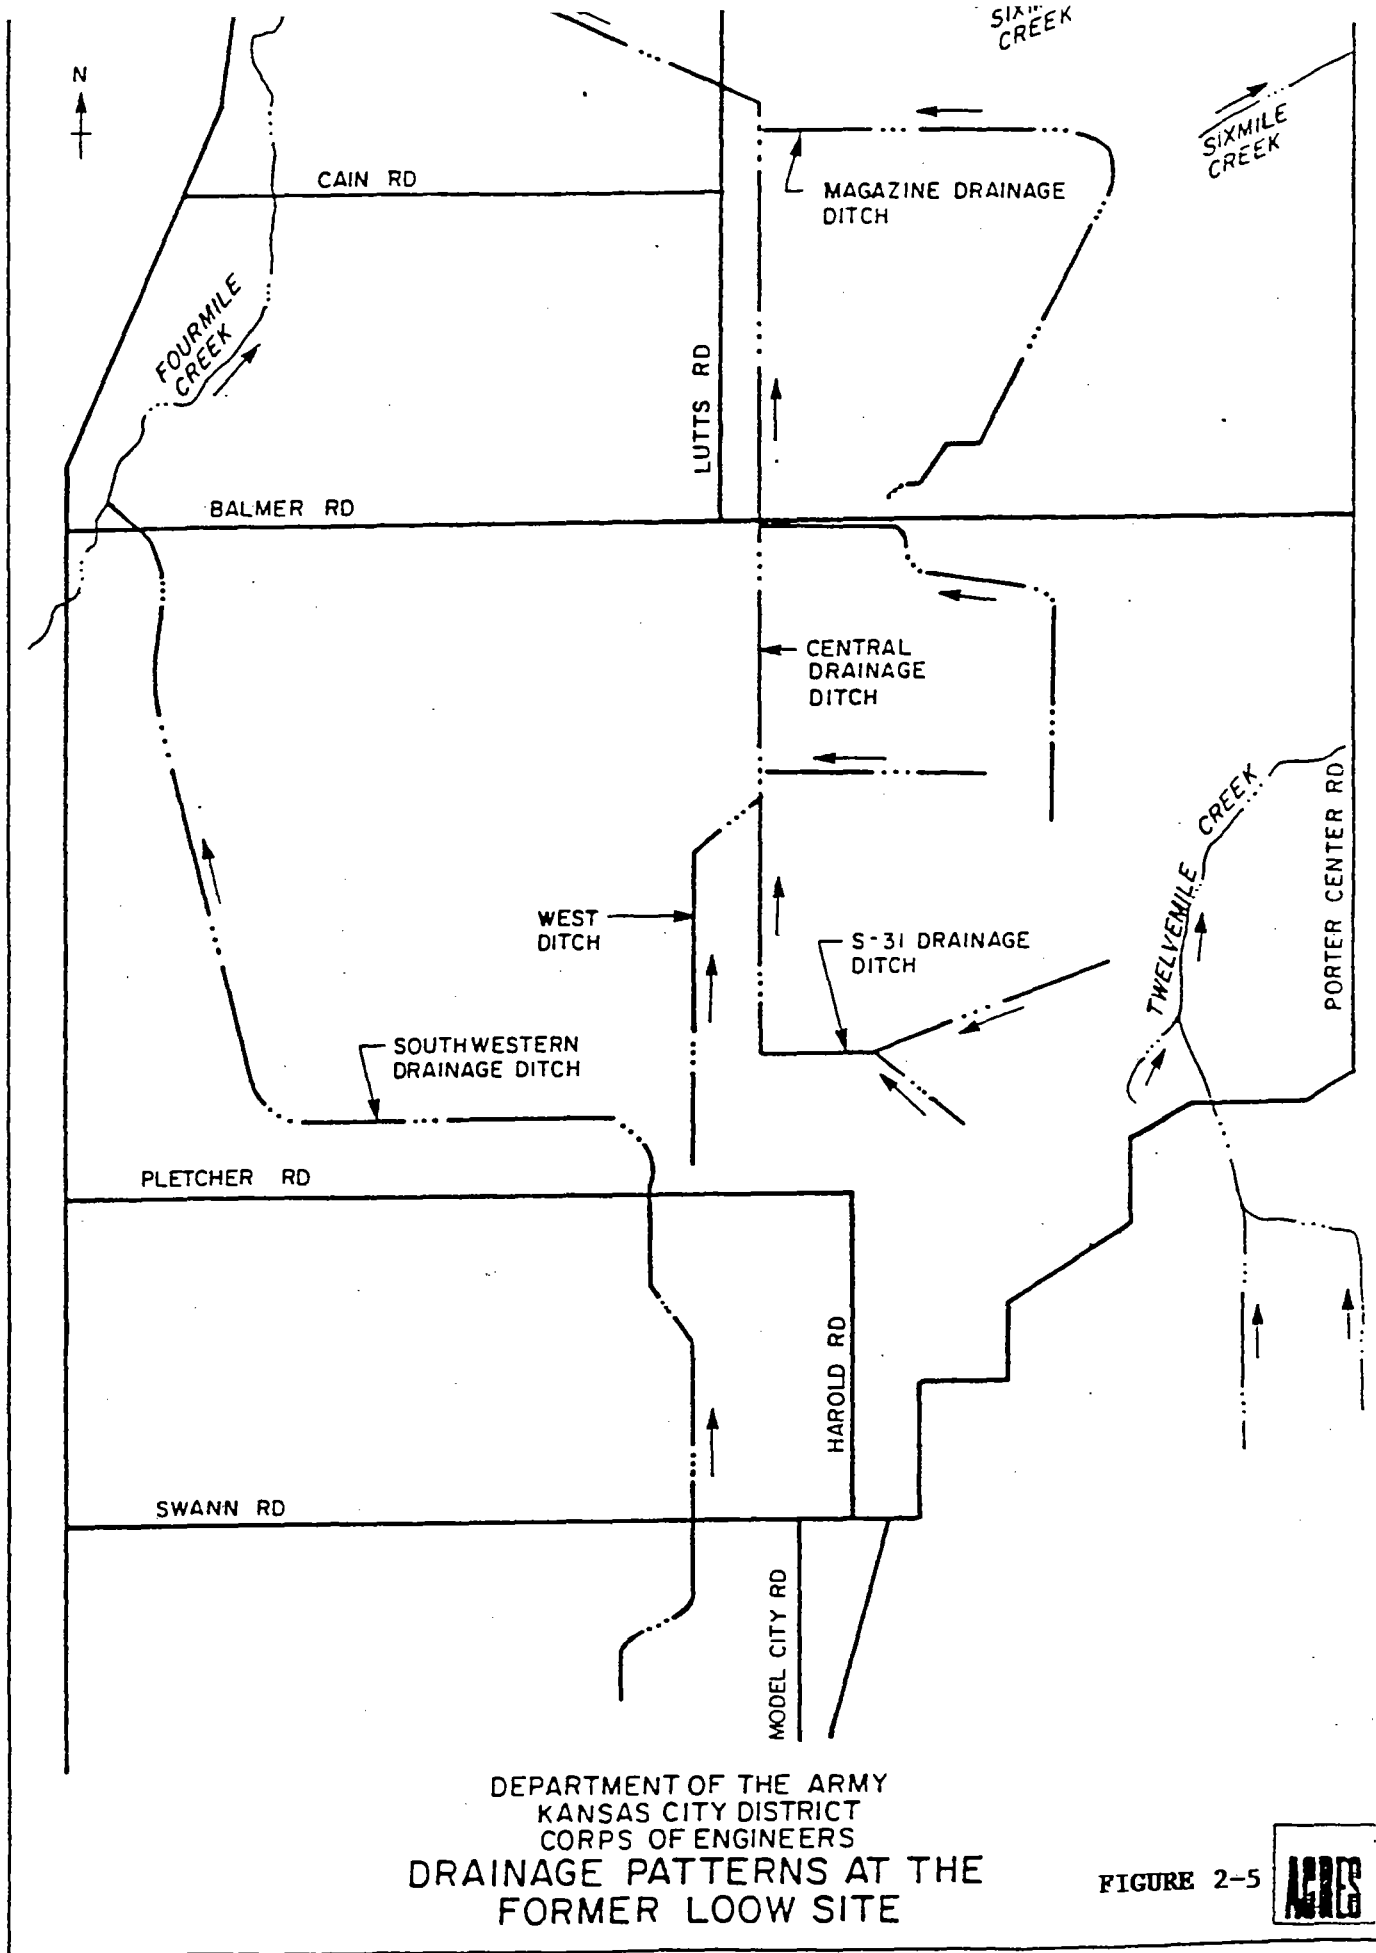 SIXMILE
CREEK
N
SIXMILE
CREEK
CAIN RD
MAGAZINE DRAINAGE
DITCH
FOURMILE
CREEK
LUTTS RD
BALMER RD
CENTRAL
DRAINAGE
DITCH
TWELVEMILE CREEK
PORTER CENTER RD
WEST
DITCH
S-31 DRAINAGE
DITCH
SOUTHWESTERN
DRAINAGE DITCH
PLETCHER RD
HAROLD RD
SWANN RD
MODEL CITY RD
DEPARTMENT OF THE ARMY
KANSAS CITY DISTRICT
CORPS OF ENGINEERS
DRAINAGE PATTERNS AT THE
FORMER LOOW SITE
FIGURE 2-5
ACRES